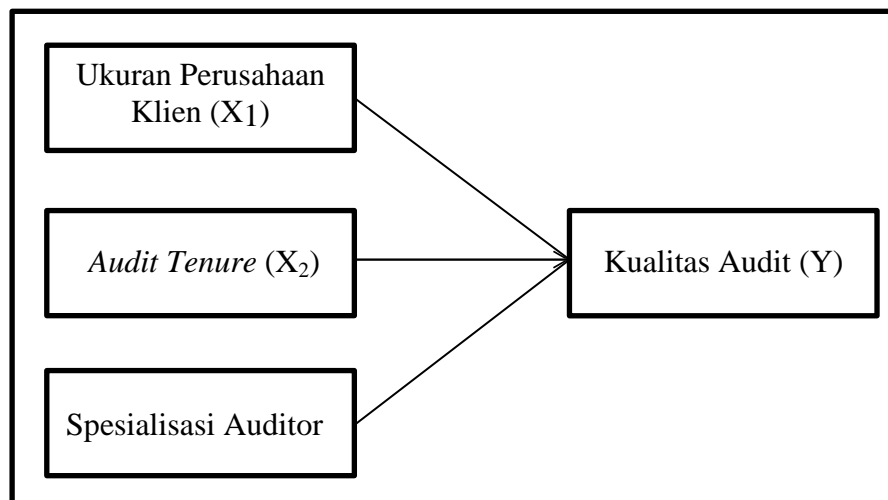 Ukuran Perusahaan
Klien (X1)
Audit Tenure (X₂)
Kualitas Audit (Y)
Spesialisasi Auditor